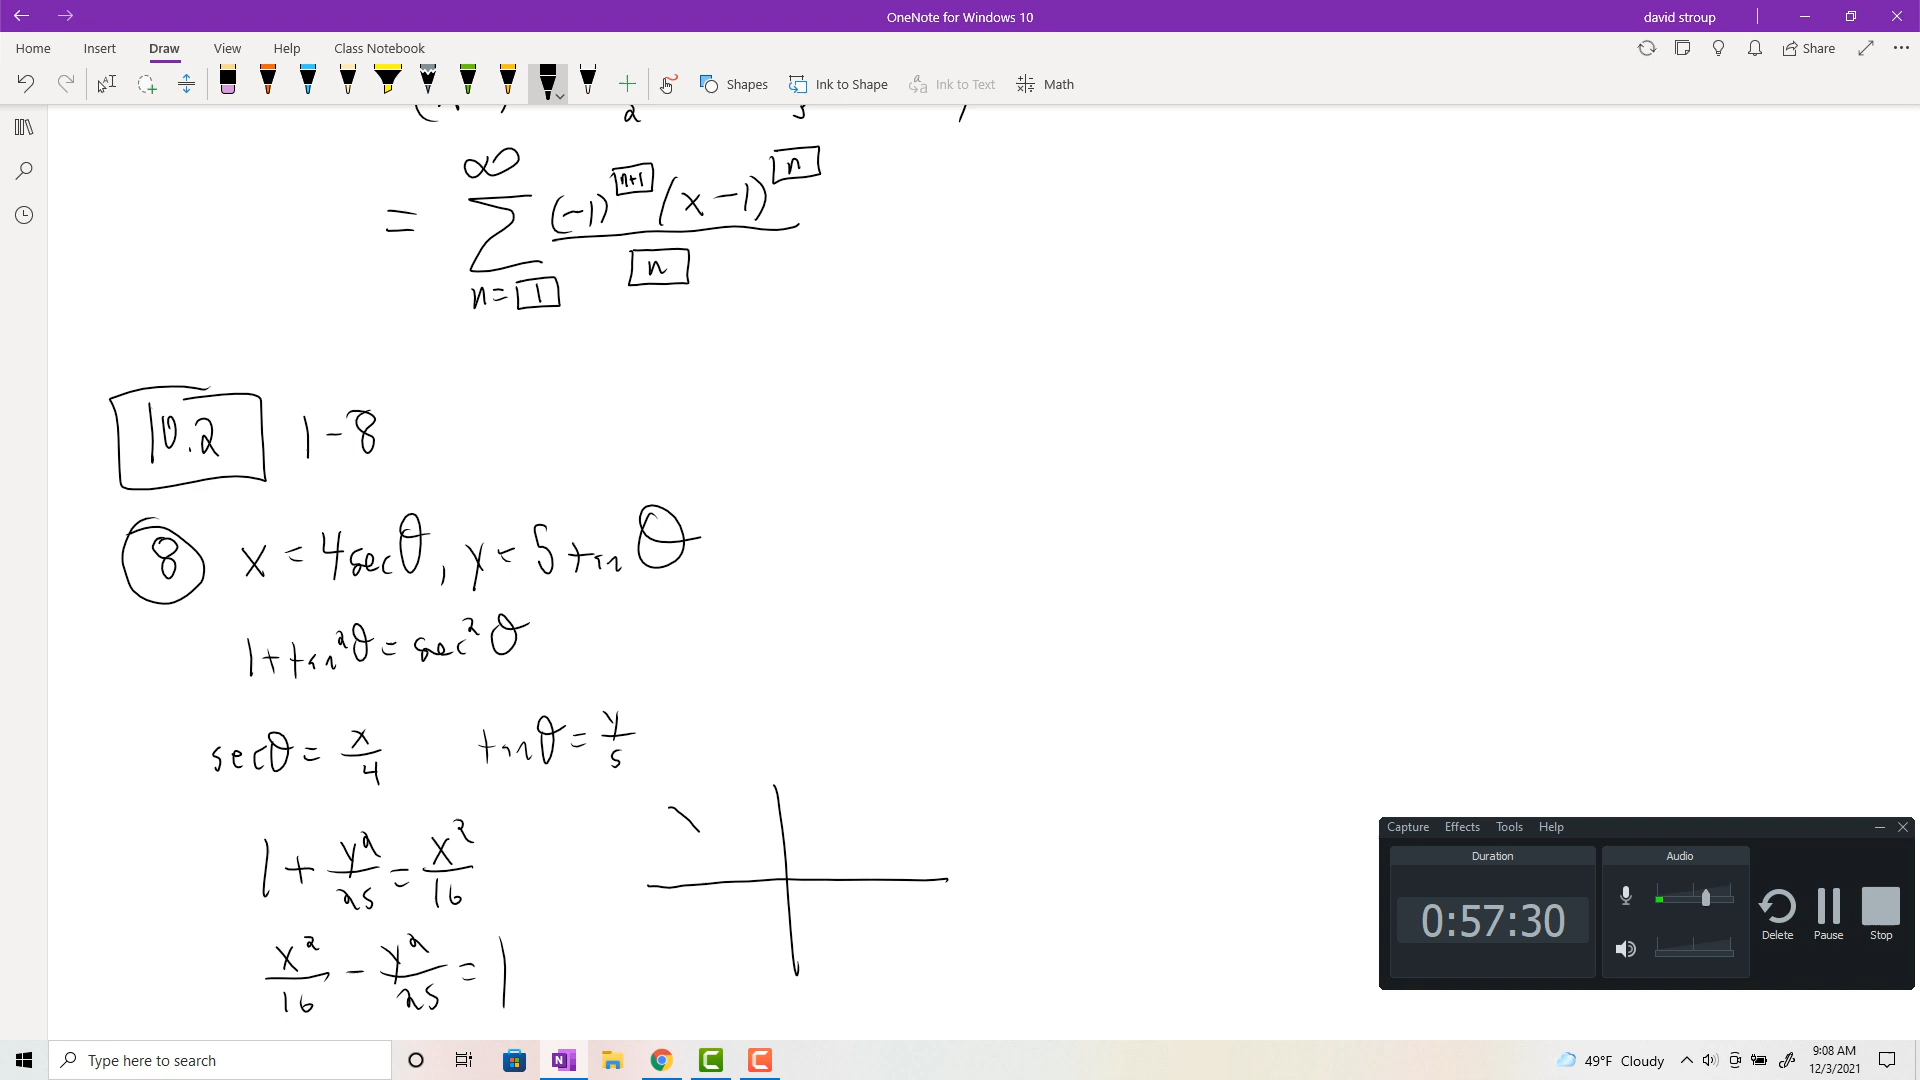 OneNote for Windows 10
david stroup
Home Insert Draw View Help Class Notebook
Share
Shapes Ink to Shape Ink to Text Math
2
∞
= Σ (-1)^[n+1] (x-1)^[n]
[n]
n=[1]
10.2 1-8
8 x = 4secθ, y = 5tanθ
1+tan²θ = sec²θ
secθ = x/4 tanθ = y/5
1 + y²/25 = x²/16
x²/16 - y²/25 = 1
Capture Effects Tools Help
Duration Audio
0:57:30
Delete Pause Stop
Type here to search
49°F Cloudy
9:08 AM
12/3/2021